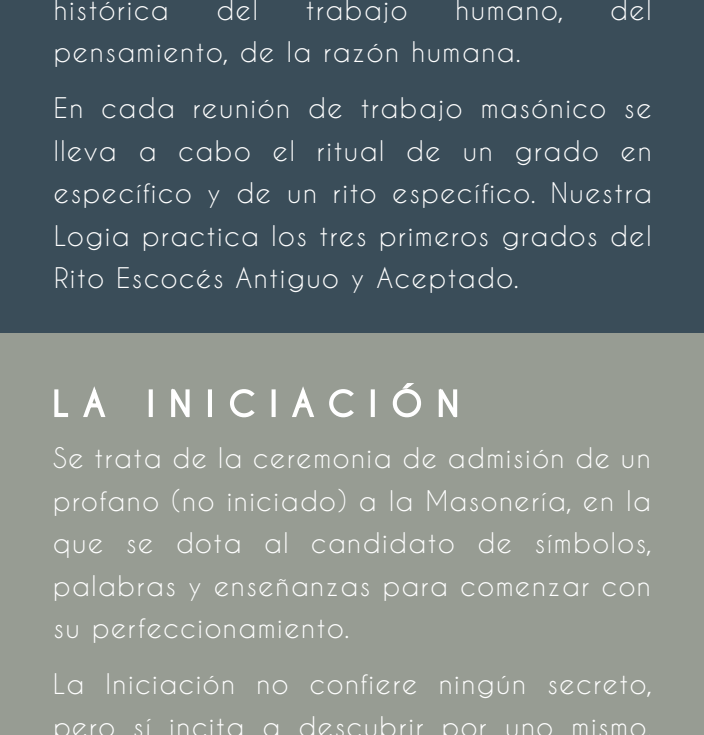 histórica del trabajo humano, del
pensamiento, de la razón humana.
En cada reunión de trabajo masónico se
lleva a cabo el ritual de un grado en
específico y de un rito específico. Nuestra
Logia practica los tres primeros grados del
Rito Escocés Antiguo y Aceptado.
LA INICIACIÓN
Se trata de la ceremonia de admisión de un
profano (no iniciado) a la Masonería, en la
que se dota al candidato de símbolos,
palabras y enseñanzas para comenzar con
su perfeccionamiento.
La Iniciación no confiere ningún secreto,
pero sí incita a descubrir por uno mismo